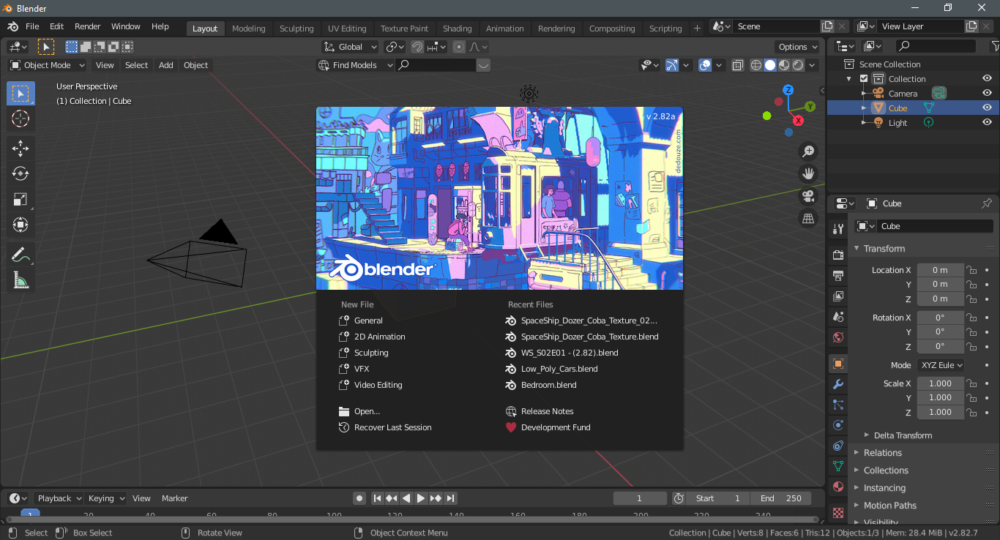 Blender
File Edit Render Window Help Layout Modeling Sculpting UV Editing Texture Paint Shading Animation Rendering Compositing Scripting + Scene View Layer
Global Options
Object Mode View Select Add Object Find Models
User Perspective
(1) Collection | Cube
Z
Y
X
v 2.82a
dedouze.com
blender
New File
General
2D Animation
Sculpting
VFX
Video Editing
Open...
Recover Last Session
Recent Files
SpaceShip_Dozer_Coba_Texture_02...
SpaceShip_Dozer_Coba_Texture.blend
WS_S02E01 - (2.82).blend
Low_Poly_Cars.blend
Bedroom.blend
Release Notes
Development Fund
Scene Collection
Collection
Camera
Cube
Light
Cube
Cube
Transform
Location X 0 m
Y 0 m
Z 0 m
Rotation X 0°
Y 0°
Z 0°
Mode XYZ Eule
Scale X 1.000
Y 1.000
Z 1.000
Delta Transform
Relations
Collections
Instancing
Motion Paths
Visibility
Playback Keying View Marker 1 Start 1 End 250
1 20 40 60 80 100 120 140 160 180 200 220 240
Select Box Select Rotate View Object Context Menu Collection | Cube | Verts:8 | Faces:6 | Tris:12 | Objects:1/3 | Mem: 28.4 MiB | v2.82.7